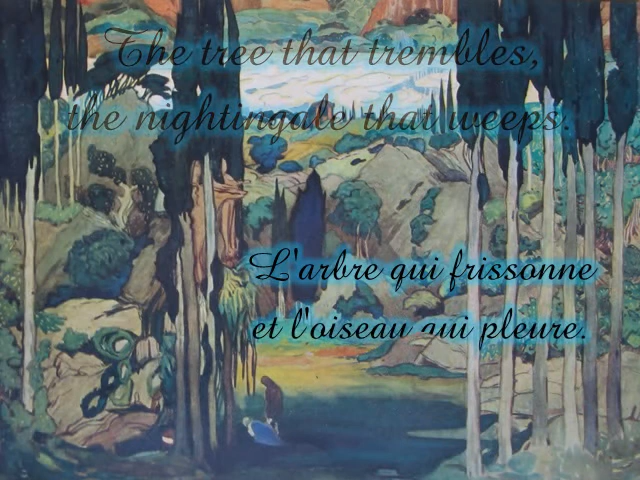 The tree that trembles,
the nightingale that weeps.
L'arbre qui frissonne
et l'oiseau qui pleure.